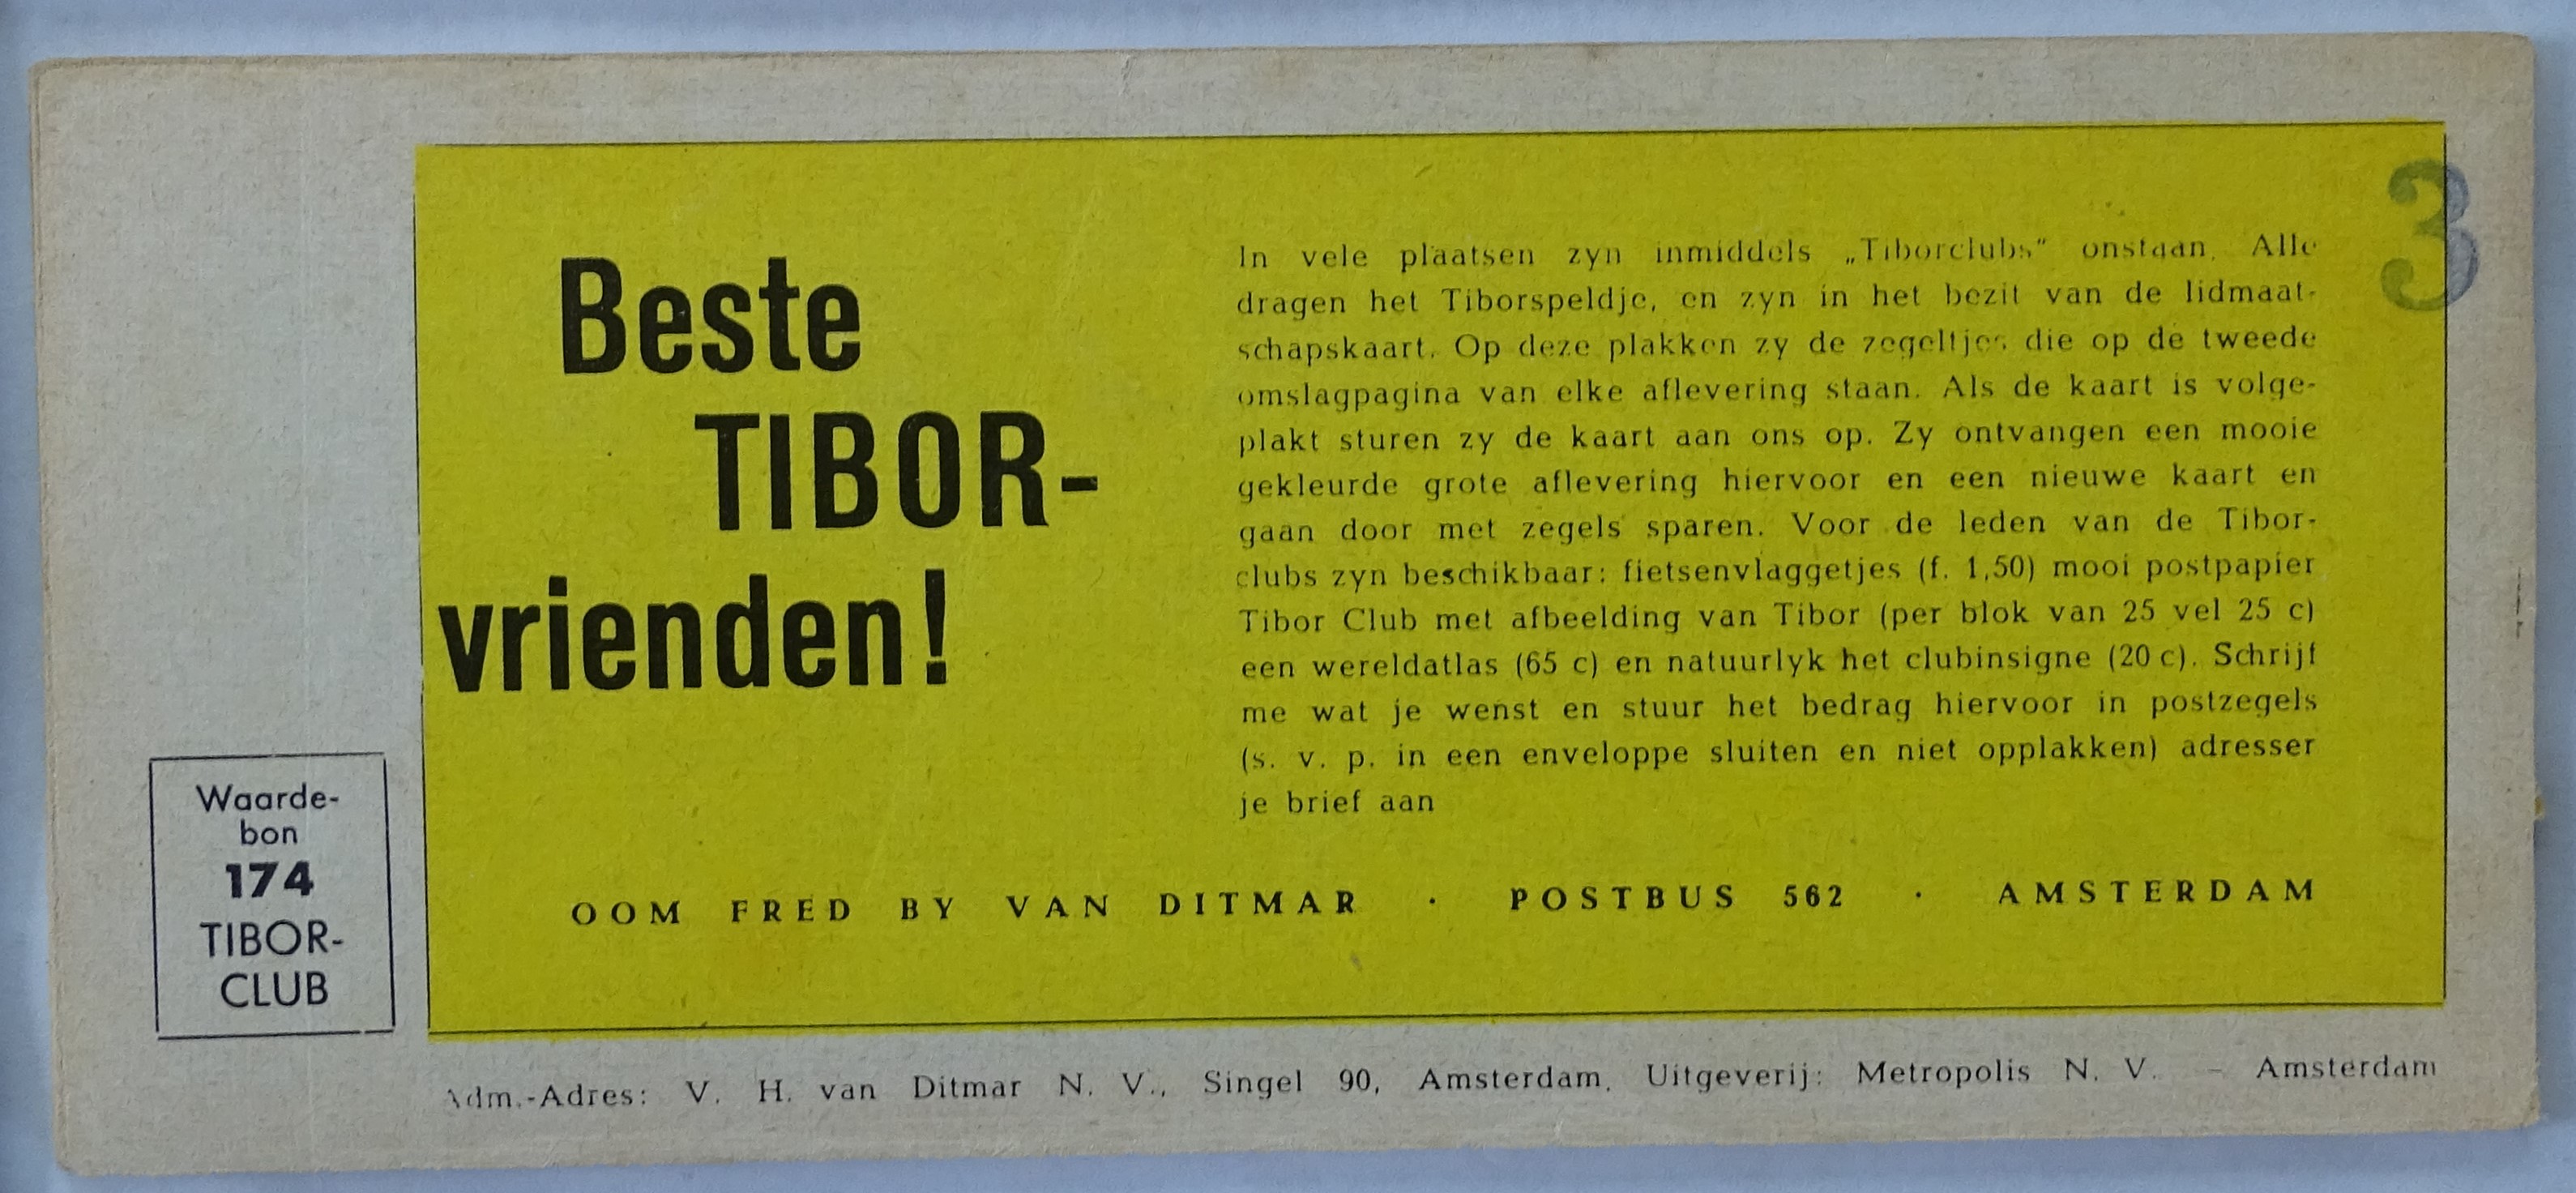 Beste
TIBOR-
vrienden!
In vele plaatsen zyn inmiddels „Tiborclubs" onstaan. Alle
dragen het Tiborspeldje, en zyn in het bezit van de lidmaat-
schapskaart. Op deze plakken zy de zegeltjes die op de tweede
omslagpagina van elke aflevering staan. Als de kaart is volge-
plakt sturen zy de kaart aan ons op. Zy ontvangen een mooie
gekleurde grote aflevering hiervoor en een nieuwe kaart en
gaan door met zegels sparen. Voor de leden van de Tibor-
clubs zyn beschikbaar: fietsenvlaggetjes (f. 1,50) mooi postpapier
Tibor Club met afbeelding van Tibor (per blok van 25 vel 25 c)
een wereldatlas (65 c) en natuurlyk het clubinsigne (20 c). Schrijf
me wat je wenst en stuur het bedrag hiervoor in postzegels
(s. v. p. in een enveloppe sluiten en niet opplakken) adresser
je brief aan
OOM FRED BY VAN DITMAR · POSTBUS 562 · AMSTERDAM
3
Waarde-
bon
174
TIBOR-
CLUB
Adm.-Adres: V. H. van Ditmar N. V., Singel 90, Amsterdam. Uitgeverij: Metropolis N. V. – Amsterdam